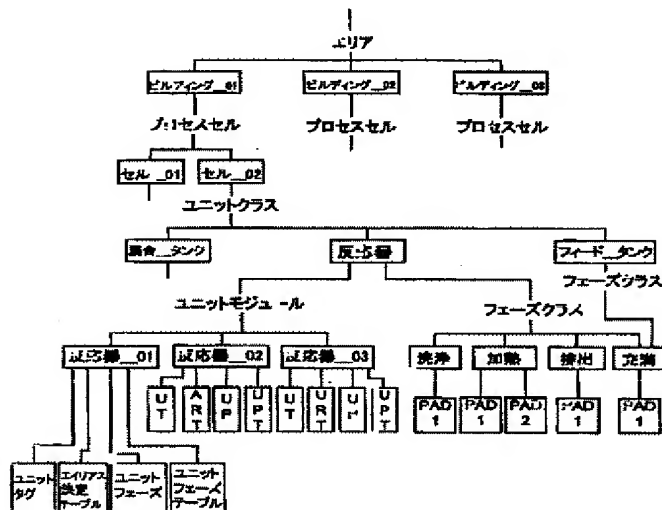 エリア
ビルディング_01
ビルディング_02
ビルディング_03
プロセスセル
プロセスセル
プロセスセル
セル_01
セル_02
ユニットクラス
混合_タンク
反応器
フィード_タンク
フェーズクラス
ユニットモジュール
フェーズクラス
反応器_01
反応器_02
反応器_03
洗浄
加熱
排出
充満
UT
ART
UP
UPT
UT
URT
UP
UPT
PAD
1
PAD
1
PAD
2
PAD
1
PAD
1
ユニット
タグ
エイリアス
決定
テーブル
ユニット
フェーズ
ユニット
フェーズ
テーブル